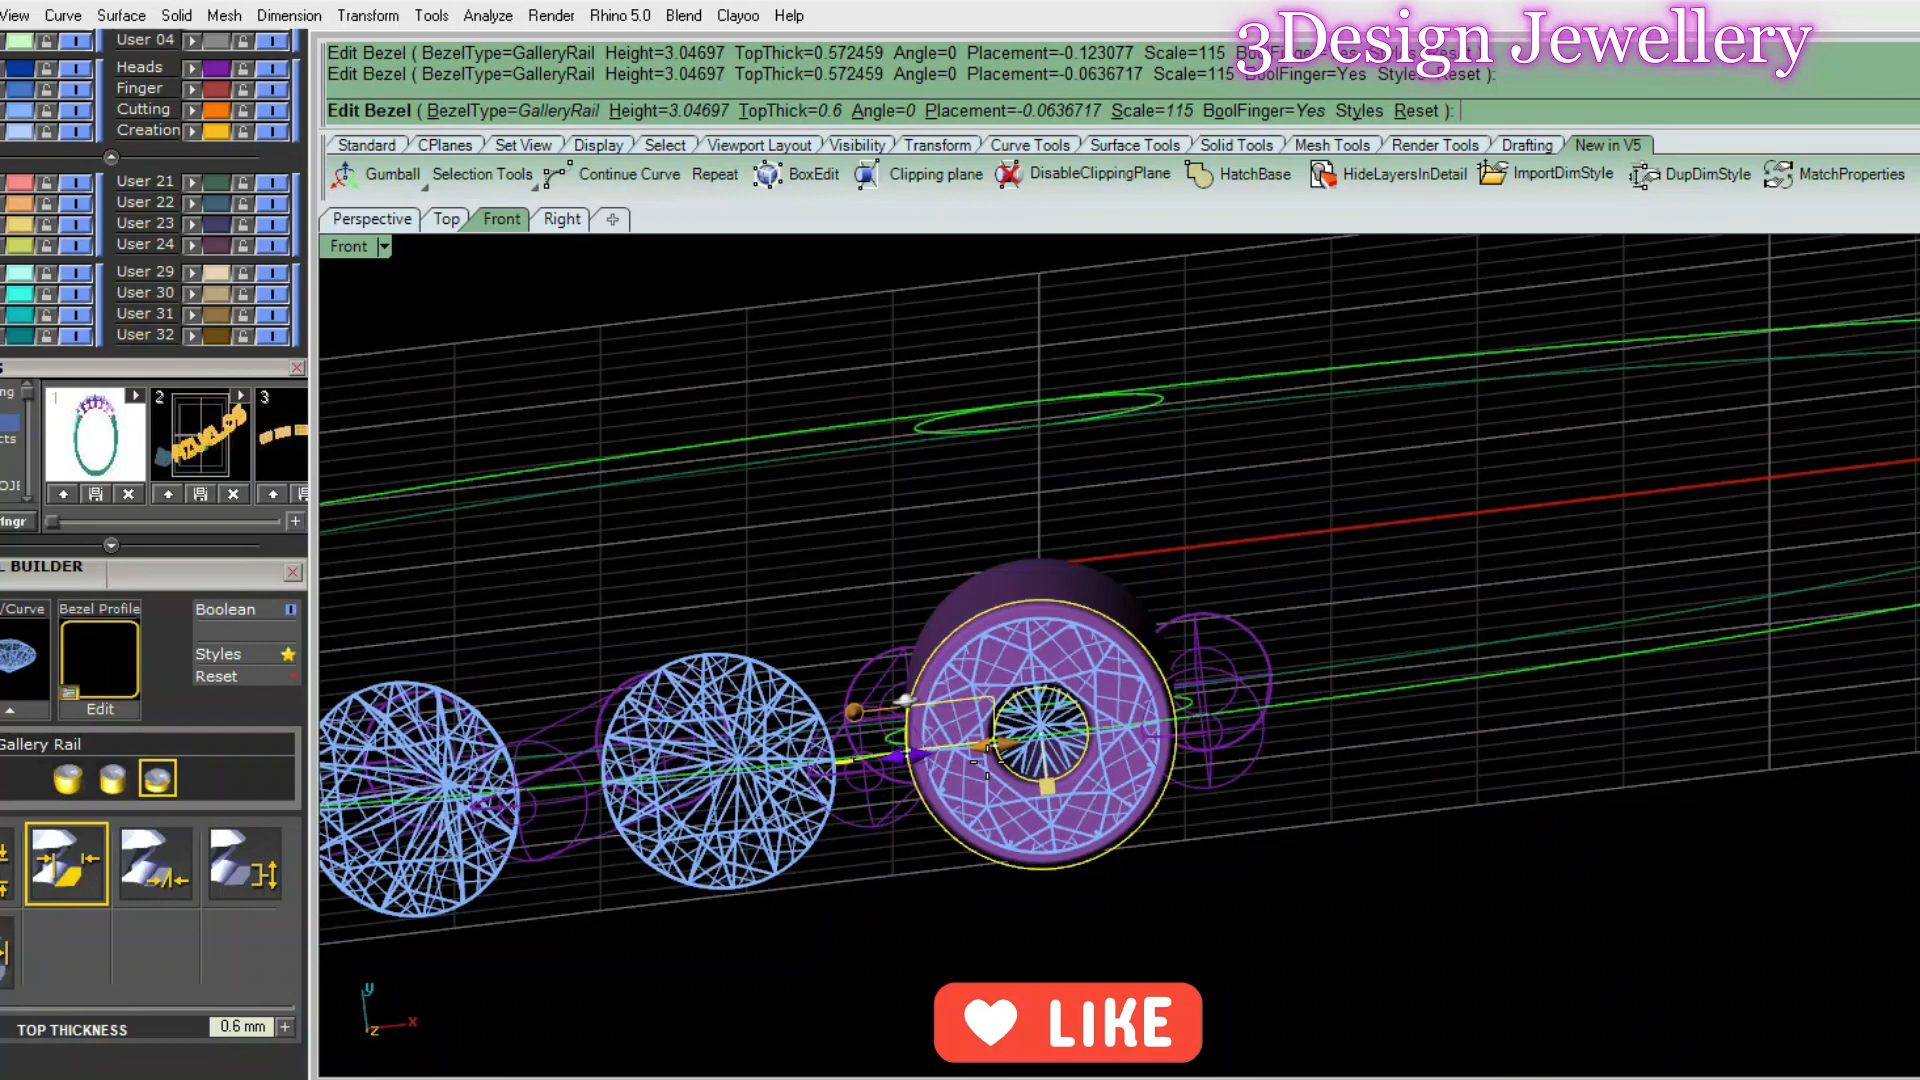 View Curve Surface Solid Mesh Dimension Transform Tools Analyze Render Rhino 5.0 Blend Clayoo Help
3Design Jewellery
User 04
Heads
Finger
Cutting
Creation
User 21
User 22
User 23
User 24
User 29
User 30
User 31
User 32
Edit Bezel ( BezelType=GalleryRail Height=3.04697 TopThick=0.572459 Angle=0 Placement=-0.123077 Scale=115 BoolFinger=Yes Styles Reset ):
Edit Bezel ( BezelType=GalleryRail Height=3.04697 TopThick=0.572459 Angle=0 Placement=-0.0636717 Scale=115 BoolFinger=Yes Styles Reset ):
Edit Bezel ( BezelType=GalleryRail Height=3.04697 TopThick=0.6 Angle=0 Placement=-0.0636717 Scale=115 BoolFinger=Yes Styles Reset ):
Standard CPlanes Set View Display Select Viewport Layout Visibility Transform Curve Tools Surface Tools Solid Tools Mesh Tools Render Tools Drafting New in V5
Gumball Selection Tools Continue Curve Repeat BoxEdit Clipping plane DisableClippingPlane HatchBase HideLayersInDetail ImportDimStyle DupDimStyle MatchProperties
Perspective Top Front Right
Front
1 2 3
BUILDER
/Curve Bezel Profile Boolean
Styles
Reset
Edit
Gallery Rail
TOP THICKNESS 0.6 mm
y
x
z
LIKE